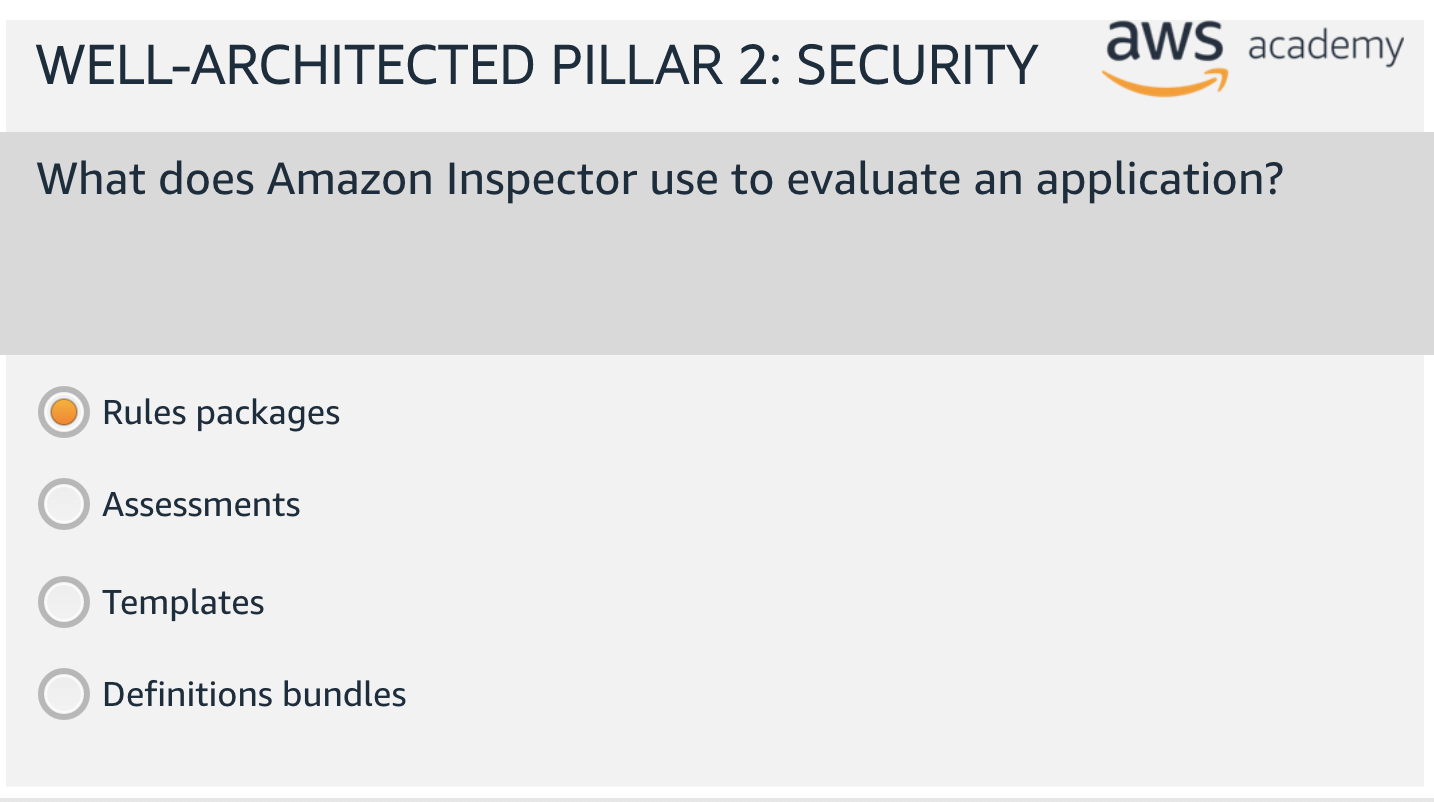 WELL-ARCHITECTED PILLAR 2: SECURITY
aws academy
What does Amazon Inspector use to evaluate an application?
Rules packages
Assessments
Templates
Definitions bundles